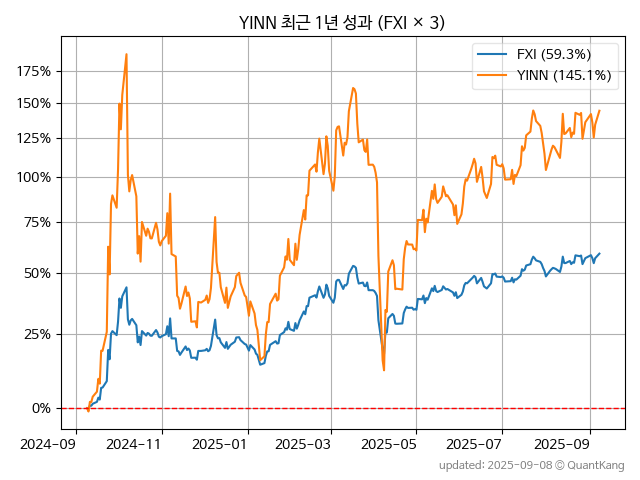 YINN 최근 1년 성과 (FXI × 3)
FXI (59.3%)
YINN (145.1%)
175%
150%
125%
100%
75%
50%
25%
0%
2024-09 2024-11 2025-01 2025-03 2025-05 2025-07 2025-09
updated: 2025-09-08 © QuantKang